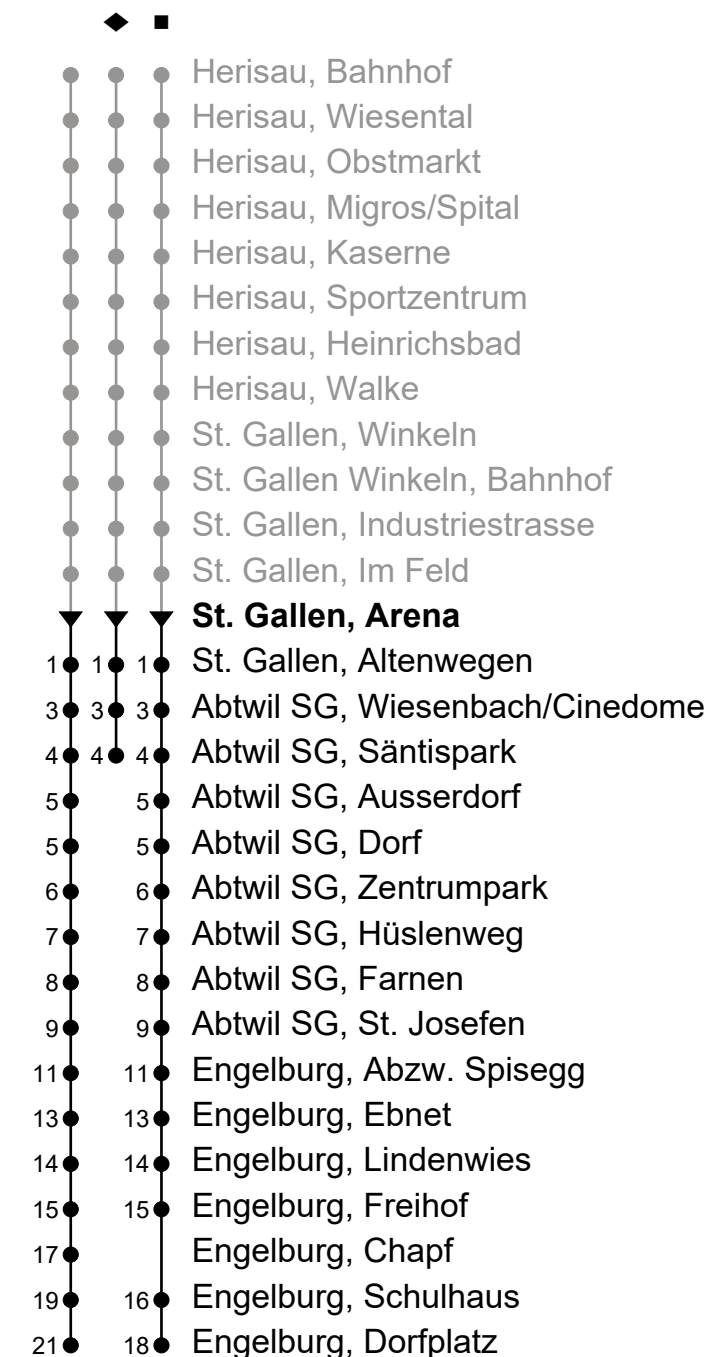 Herisau, Bahnhof
Herisau, Wiesental
Herisau, Obstmarkt
Herisau, Migros/Spital
Herisau, Kaserne
Herisau, Sportzentrum
Herisau, Heinrichsbad
Herisau, Walke
St. Gallen, Winkeln
St. Gallen Winkeln, Bahnhof
St. Gallen, Industriestrasse
St. Gallen, Im Feld
St. Gallen, Arena
1 1 1 St. Gallen, Altenwegen
3 3 3 Abtwil SG, Wiesenbach/Cinedome
4 4 4 Abtwil SG, Säntispark
5 5 Abtwil SG, Ausserdorf
5 5 Abtwil SG, Dorf
6 6 Abtwil SG, Zentrumpark
7 7 Abtwil SG, Hüslenweg
8 8 Abtwil SG, Farnen
9 9 Abtwil SG, St. Josefen
11 11 Engelburg, Abzw. Spisegg
13 13 Engelburg, Ebnet
14 14 Engelburg, Lindenwies
15 15 Engelburg, Freihof
17 Engelburg, Chapf
19 16 Engelburg, Schulhaus
21 18 Engelburg, Dorfplatz